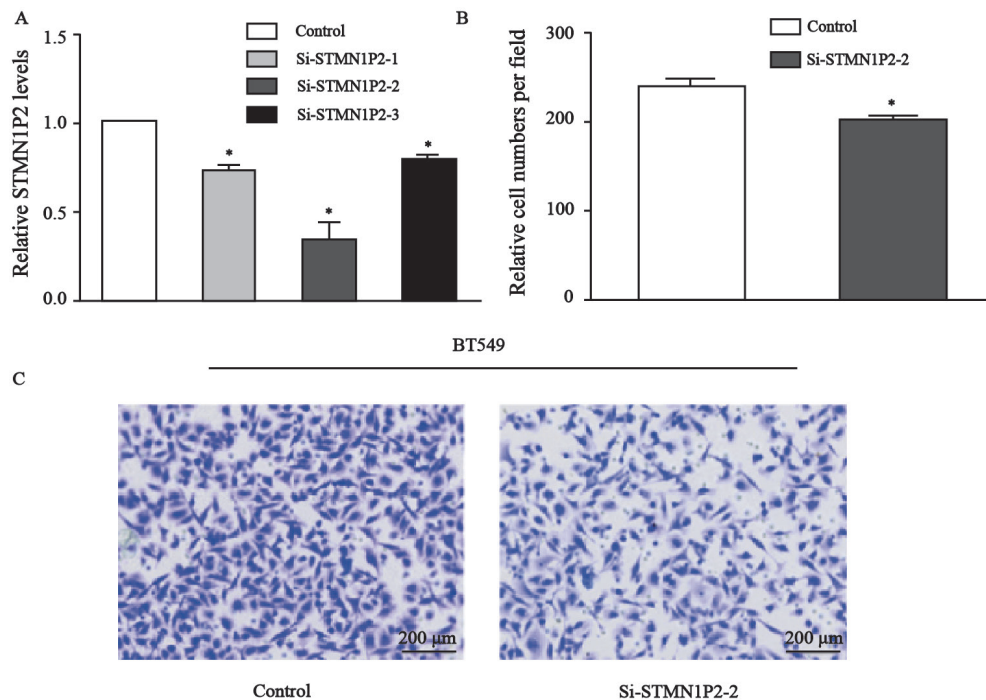 A
Relative STMN1P2 levels
1.5
1.0
0.5
0.0
Control
Si-STMN1P2-1
Si-STMN1P2-2
Si-STMN1P2-3
*
*
*
B
Relative cell numbers per field
300
200
100
0
Control
Si-STMN1P2-2
*
BT549
C
200 μm
200 μm
Control
Si-STMN1P2-2